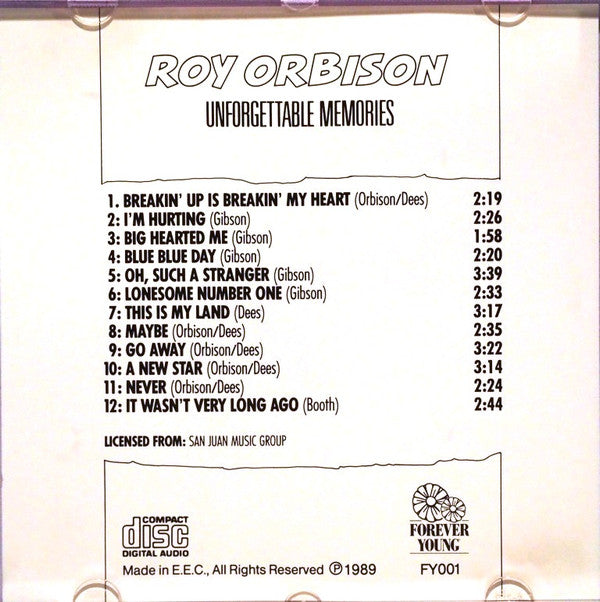 ROY ORBISON
UNFORGETTABLE MEMORIES
1. BREAKIN' UP IS BREAKIN' MY HEART (Orbison/Dees) 2:19
2: I'M HURTING (Gibson) 2:26
3: BIG HEARTED ME (Gibson) 1:58
4: BLUE BLUE DAY (Gibson) 2:20
5: OH, SUCH A STRANGER (Gibson) 3:39
6: LONESOME NUMBER ONE (Gibson) 2:33
7: THIS IS MY LAND (Dees) 3:17
8: MAYBE (Orbison/Dees) 2:35
9: GO AWAY (Orbison/Dees) 3:22
10: A NEW STAR (Orbison/Dees) 3:14
11: NEVER (Orbison/Dees) 2:24
12: IT WASN'T VERY LONG AGO (Booth) 2:44
LICENSED FROM: SAN JUAN MUSIC GROUP
COMPACT
disc
DIGITAL AUDIO
FOREVER
YOUNG
Made in E.E.C., All Rights Reserved ℗ 1989 FY001